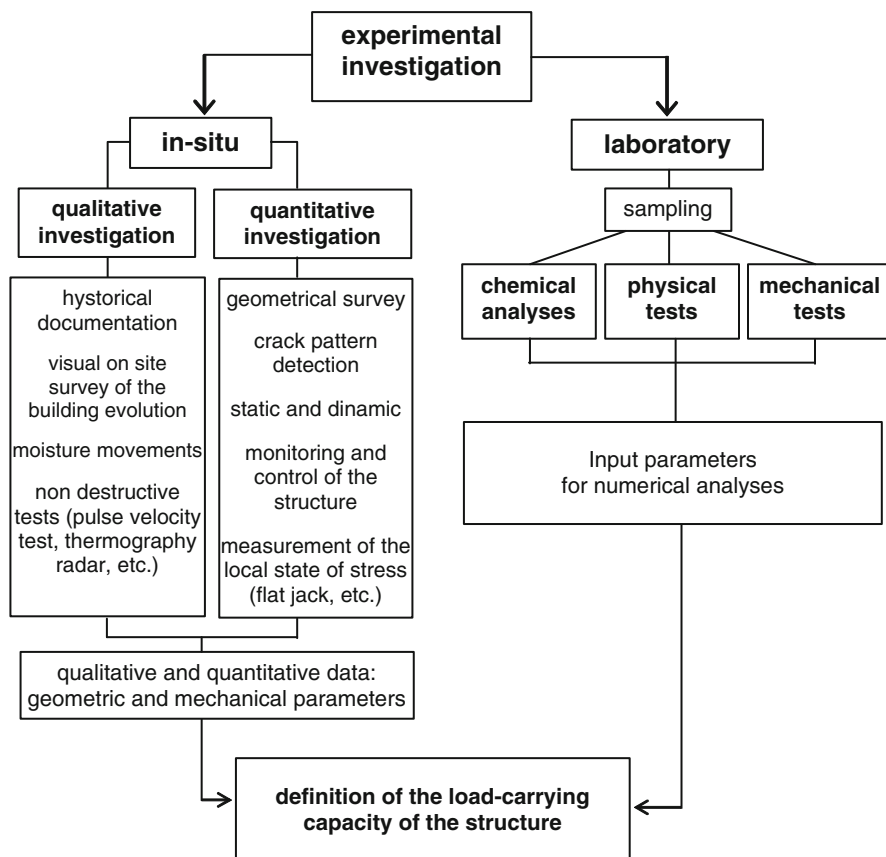 experimental
investigation
in-situ
laboratory
qualitative
investigation
quantitative
investigation
sampling
hystorical
documentation
visual on site
survey of the
building evolution
moisture movements
non destructive
tests (pulse velocity
test, thermography
radar, etc.)
geometrical survey
crack pattern
detection
static and dinamic
monitoring and
control of the
structure
measurement of the
local state of stress
(flat jack, etc.)
chemical
analyses
physical
tests
mechanical
tests
Input parameters
for numerical analyses
qualitative and quantitative data:
geometric and mechanical parameters
definition of the load-carrying
capacity of the structure